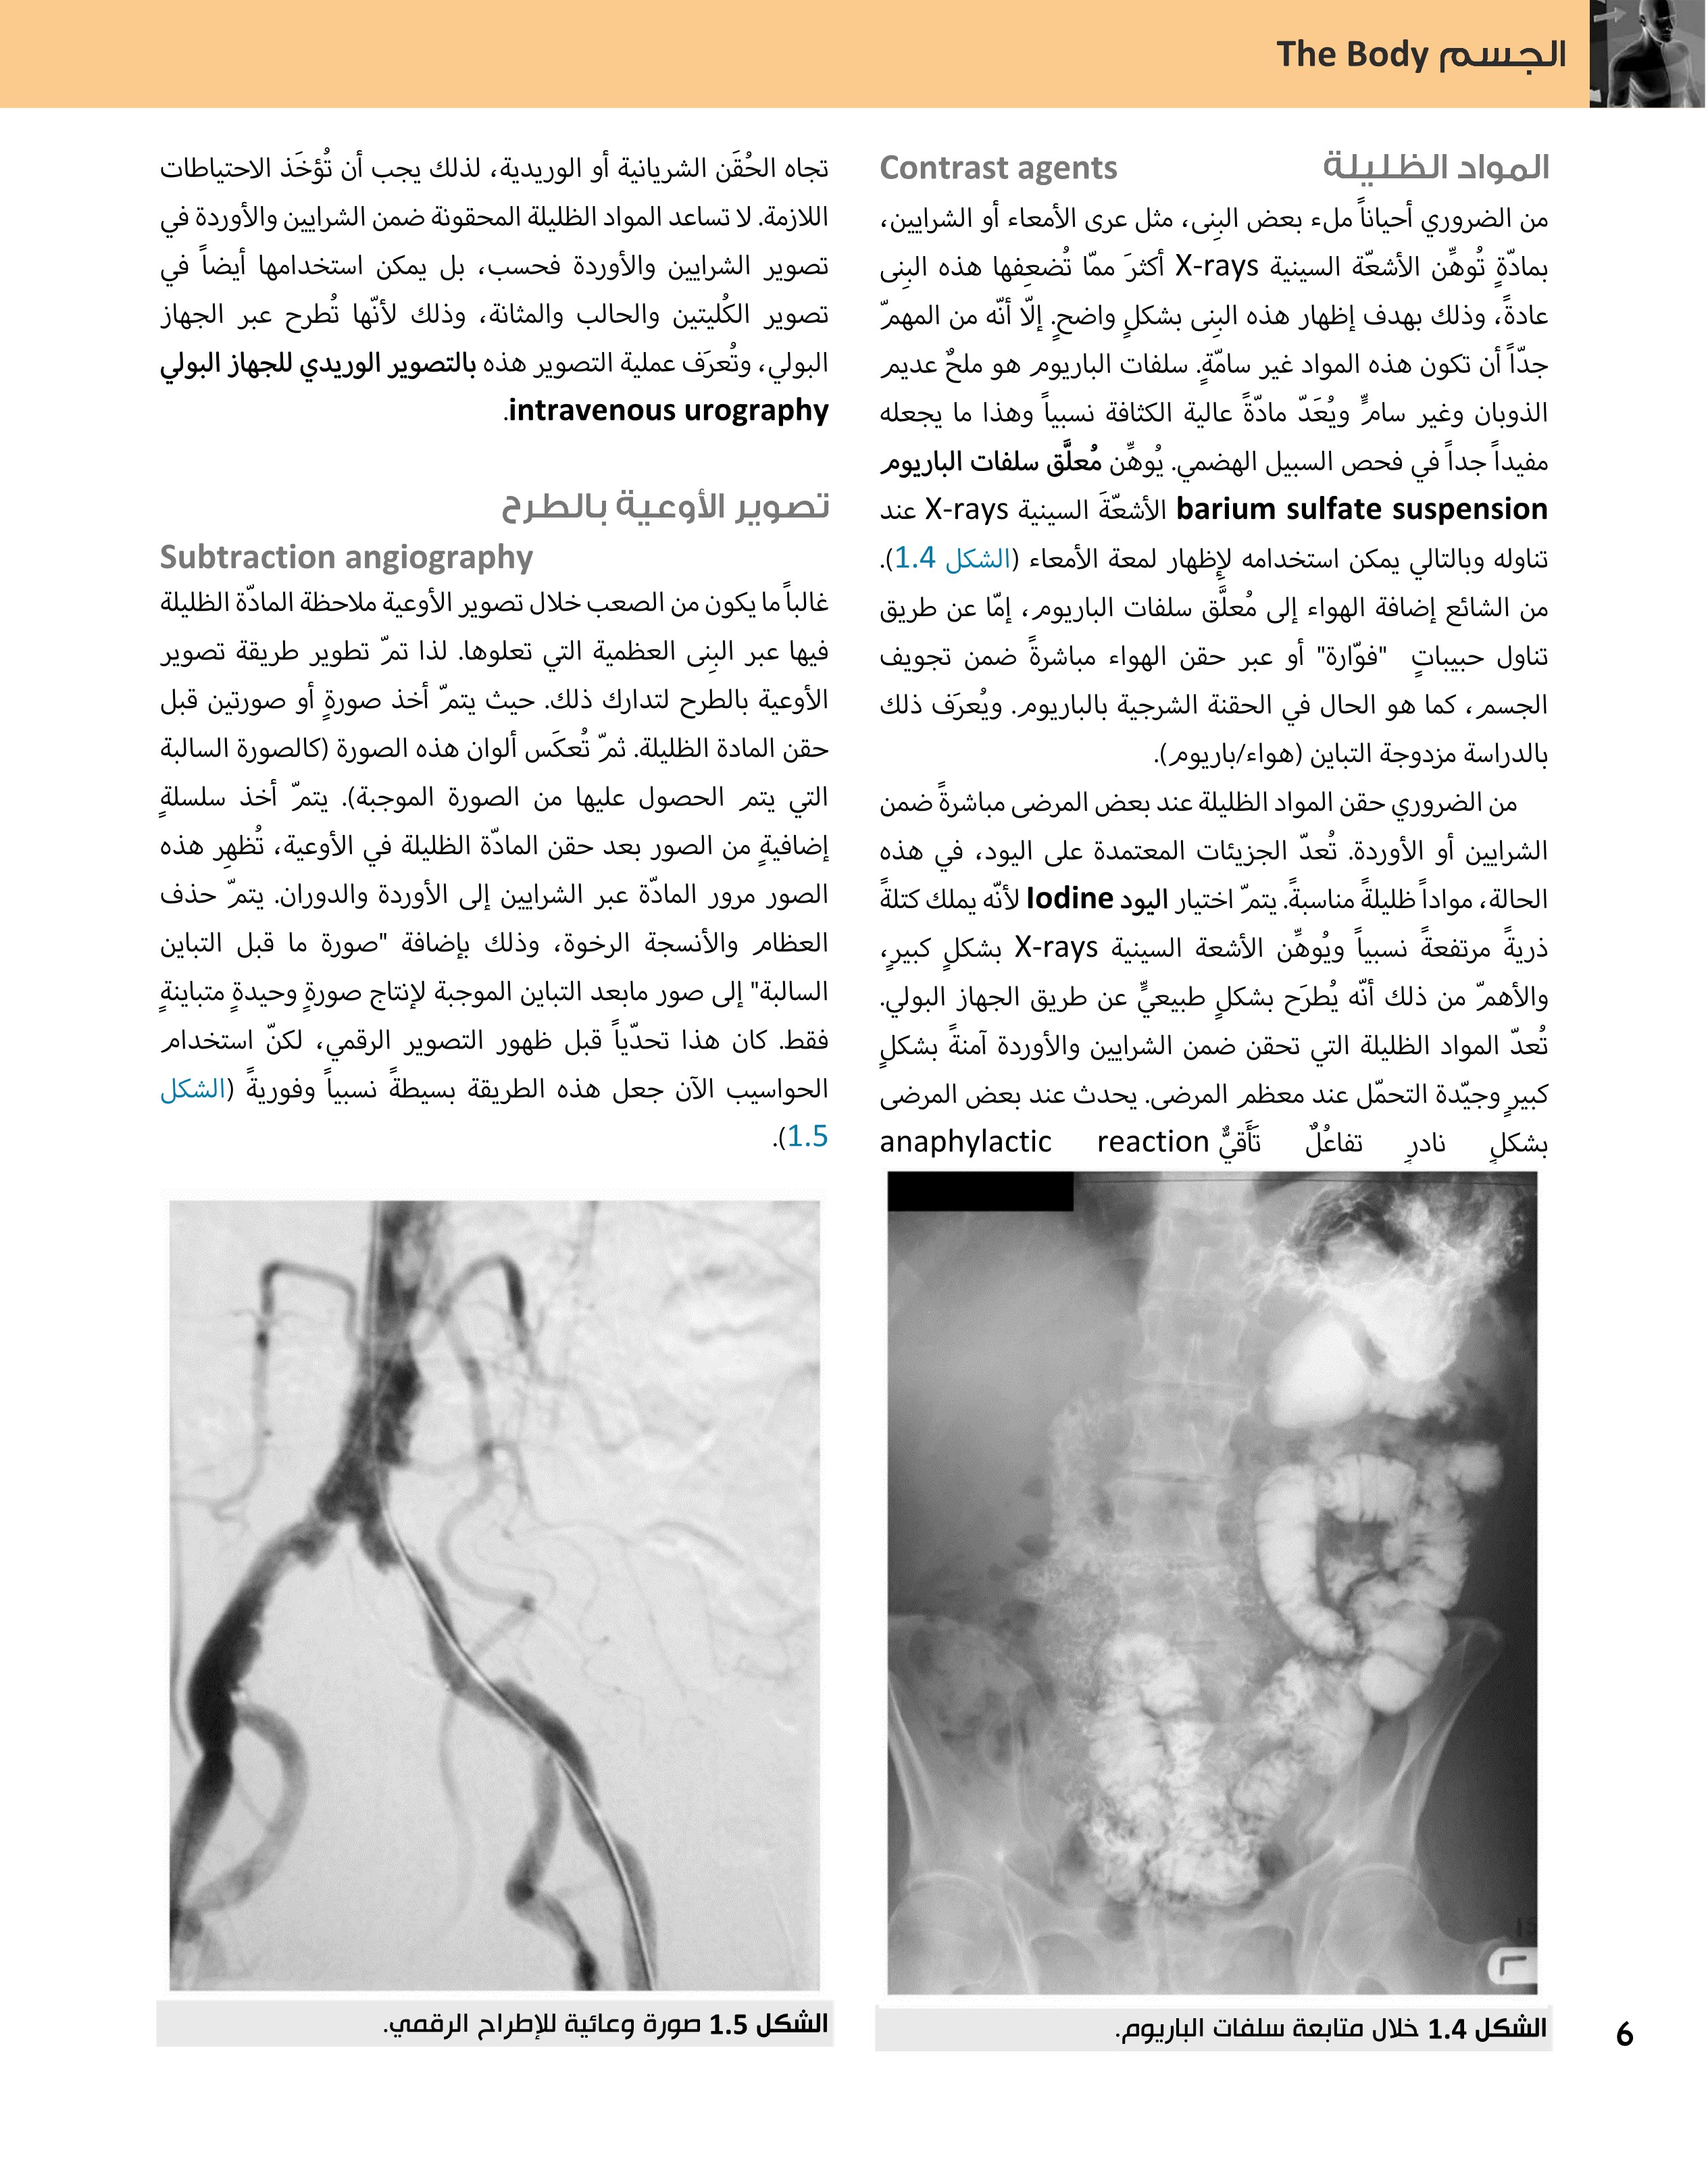 الجسم The Body
المواد الظليلة Contrast agents
من الضروري أحياناً ملء بعض البِنى، مثل عرى الأمعاء أو الشرايين،
بمادّةٍ تُوهِّن الأشعّة السينية X-rays أكثرَ ممّا تُضعِفها هذه البِنى
عادةً، وذلك بهدف إظهار هذه البِنى بشكلٍ واضحٍ. إلّا أنّه من المهمّ
جدّاً أن تكون هذه المواد غير سامّةٍ. سلفات الباريوم هو ملحٌ عديم
الذوبان وغير سامٍّ ويُعَدّ مادّةً عالية الكثافة نسبياً وهذا ما يجعله
مفيداً جداً في فحص السبيل الهضمي. يُوهِّن مُعلَّق سلفات الباريوم
barium sulfate suspension الأشعّةَ السينية X-rays عند
تناوله وبالتالي يمكن استخدامه لإظهار لمعة الأمعاء (الشكل 1.4).
من الشائع إضافة الهواء إلى مُعلَّق سلفات الباريوم، إمّا عن طريق
تناول حبيباتٍ "فوّارة" أو عبر حقن الهواء مباشرةً ضمن تجويف
الجسم، كما هو الحال في الحقنة الشرجية بالباريوم. ويُعرَف ذلك
بالدراسة مزدوجة التباين (هواء/باريوم).
من الضروري حقن المواد الظليلة عند بعض المرضى مباشرةً ضمن
الشرايين أو الأوردة. تُعدّ الجزيئات المعتمدة على اليود، في هذه
الحالة، مواداً ظليلةً مناسبةً. يتمّ اختيار اليود Iodine لأنّه يملك كتلةً
ذريةً مرتفعةً نسبياً ويُوهِّن الأشعة السينية X-rays بشكلٍ كبيرٍ،
والأهمّ من ذلك أنّه يُطرَح بشكلٍ طبيعيٍّ عن طريق الجهاز البولي.
تُعدّ المواد الظليلة التي تحقن ضمن الشرايين والأوردة آمنةً بشكلٍ
كبيرٍ وجيّدة التحمّل عند معظم المرضى. يحدث عند بعض المرضى
بشكلٍ نادرٍ تفاعُلٌ تَأَقيٌّ anaphylactic reaction
الشكل 1.4 خلال متابعة سلفات الباريوم.
تجاه الحُقَن الشريانية أو الوريدية، لذلك يجب أن تُؤخَذ الاحتياطات
اللازمة. لا تساعد المواد الظليلة المحقونة ضمن الشرايين والأوردة في
تصوير الشرايين والأوردة فحسب، بل يمكن استخدامها أيضاً في
تصوير الكُليتين والحالب والمثانة، وذلك لأنّها تُطرح عبر الجهاز
البولي، وتُعرَف عملية التصوير هذه بالتصوير الوريدي للجهاز البولي
intravenous urography.
تصوير الأوعية بالطرح
Subtraction angiography
غالباً ما يكون من الصعب خلال تصوير الأوعية ملاحظة المادّة الظليلة
فيها عبر البِنى العظمية التي تعلوها. لذا تمّ تطوير طريقة تصوير
الأوعية بالطرح لتدارك ذلك. حيث يتمّ أخذ صورةٍ أو صورتين قبل
حقن المادة الظليلة. ثمّ تُعكَس ألوان هذه الصورة (كالصورة السالبة
التي يتم الحصول عليها من الصورة الموجبة). يتمّ أخذ سلسلةٍ
إضافيةٍ من الصور بعد حقن المادّة الظليلة في الأوعية، تُظهِر هذه
الصور مرور المادّة عبر الشرايين إلى الأوردة والدوران. يتمّ حذف
العظام والأنسجة الرخوة، وذلك بإضافة "صورة ما قبل التباين
السالبة" إلى صور مابعد التباين الموجبة لإنتاج صورةٍ وحيدةٍ متباينةٍ
فقط. كان هذا تحدّياً قبل ظهور التصوير الرقمي، لكنّ استخدام
الحواسيب الآن جعل هذه الطريقة بسيطةً نسبياً وفوريةً (الشكل
1.5).
الشكل 1.5 صورة وعائية للإطراح الرقمي.
6